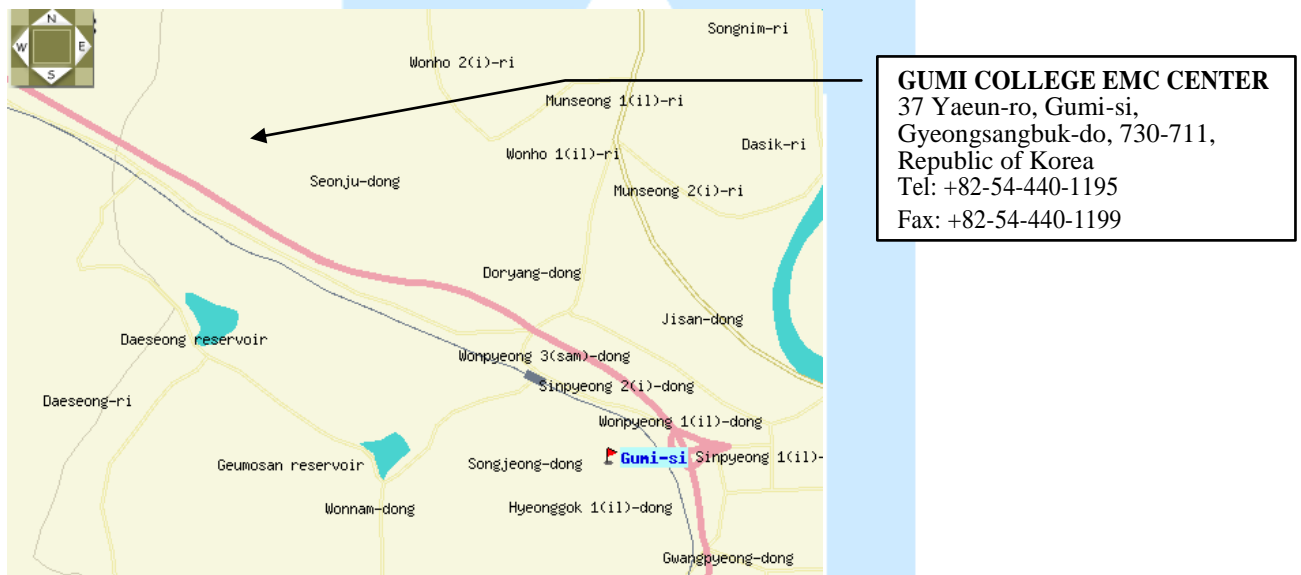 N
W E
S
Songnim-ri
Wonho 2(i)-ri
Munseong 1(il)-ri
Dasik-ri
Wonho 1(il)-ri
Seonju-dong
Munseong 2(i)-ri
Doryang-dong
Jisan-dong
Daeseong reservoir
Wonpyeong 3(sam)-dong
Sinpyeong 2(i)-dong
Daeseong-ri
Wonpyeong 1(il)-dong
Geumosan reservoir
Songjeong-dong
Gumi-si
Sinpyeong 1(il)-
Wonnam-dong
Hyeonggok 1(il)-dong
Gwangpyeong-dong
GUMI COLLEGE EMC CENTER
37 Yaeun-ro, Gumi-si,
Gyeongsangbuk-do, 730-711,
Republic of Korea
Tel: +82-54-440-1195
Fax: +82-54-440-1199